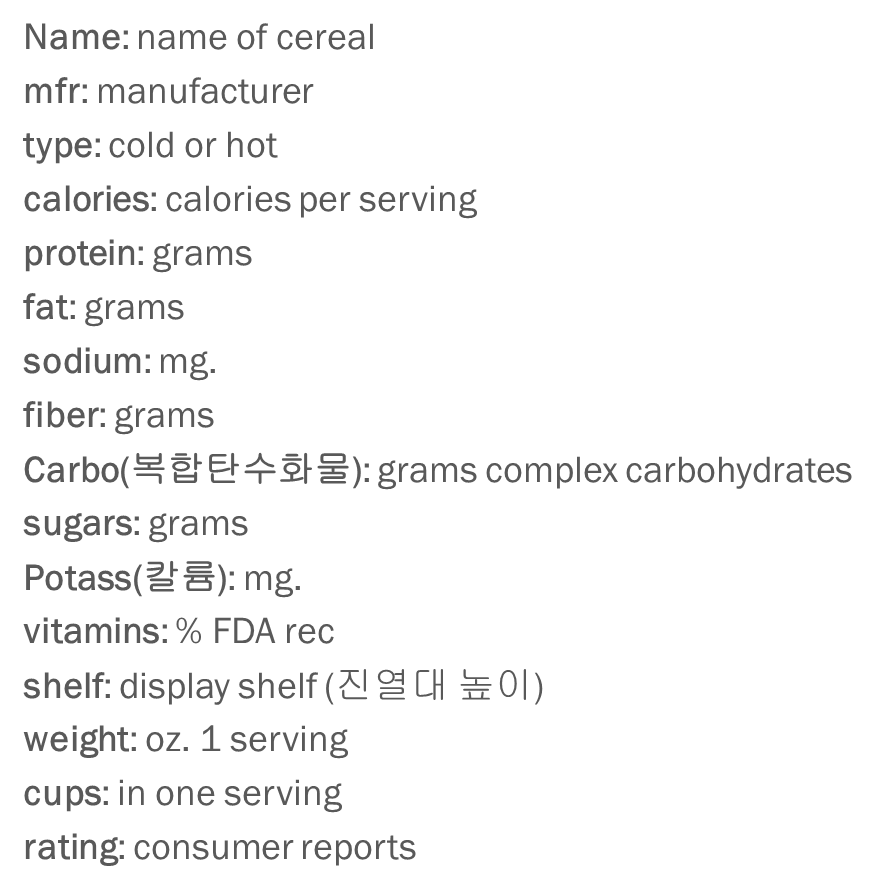 Name: name of cereal
mfr: manufacturer
type: cold or hot
calories: calories per serving
protein: grams
fat: grams
sodium: mg.
fiber: grams
Carbo(복합탄수화물): grams complex carbohydrates
sugars: grams
Potass(칼륨): mg.
vitamins: % FDA rec
shelf: display shelf (진열대 높이)
weight: oz. 1 serving
cups: in one serving
rating: consumer reports